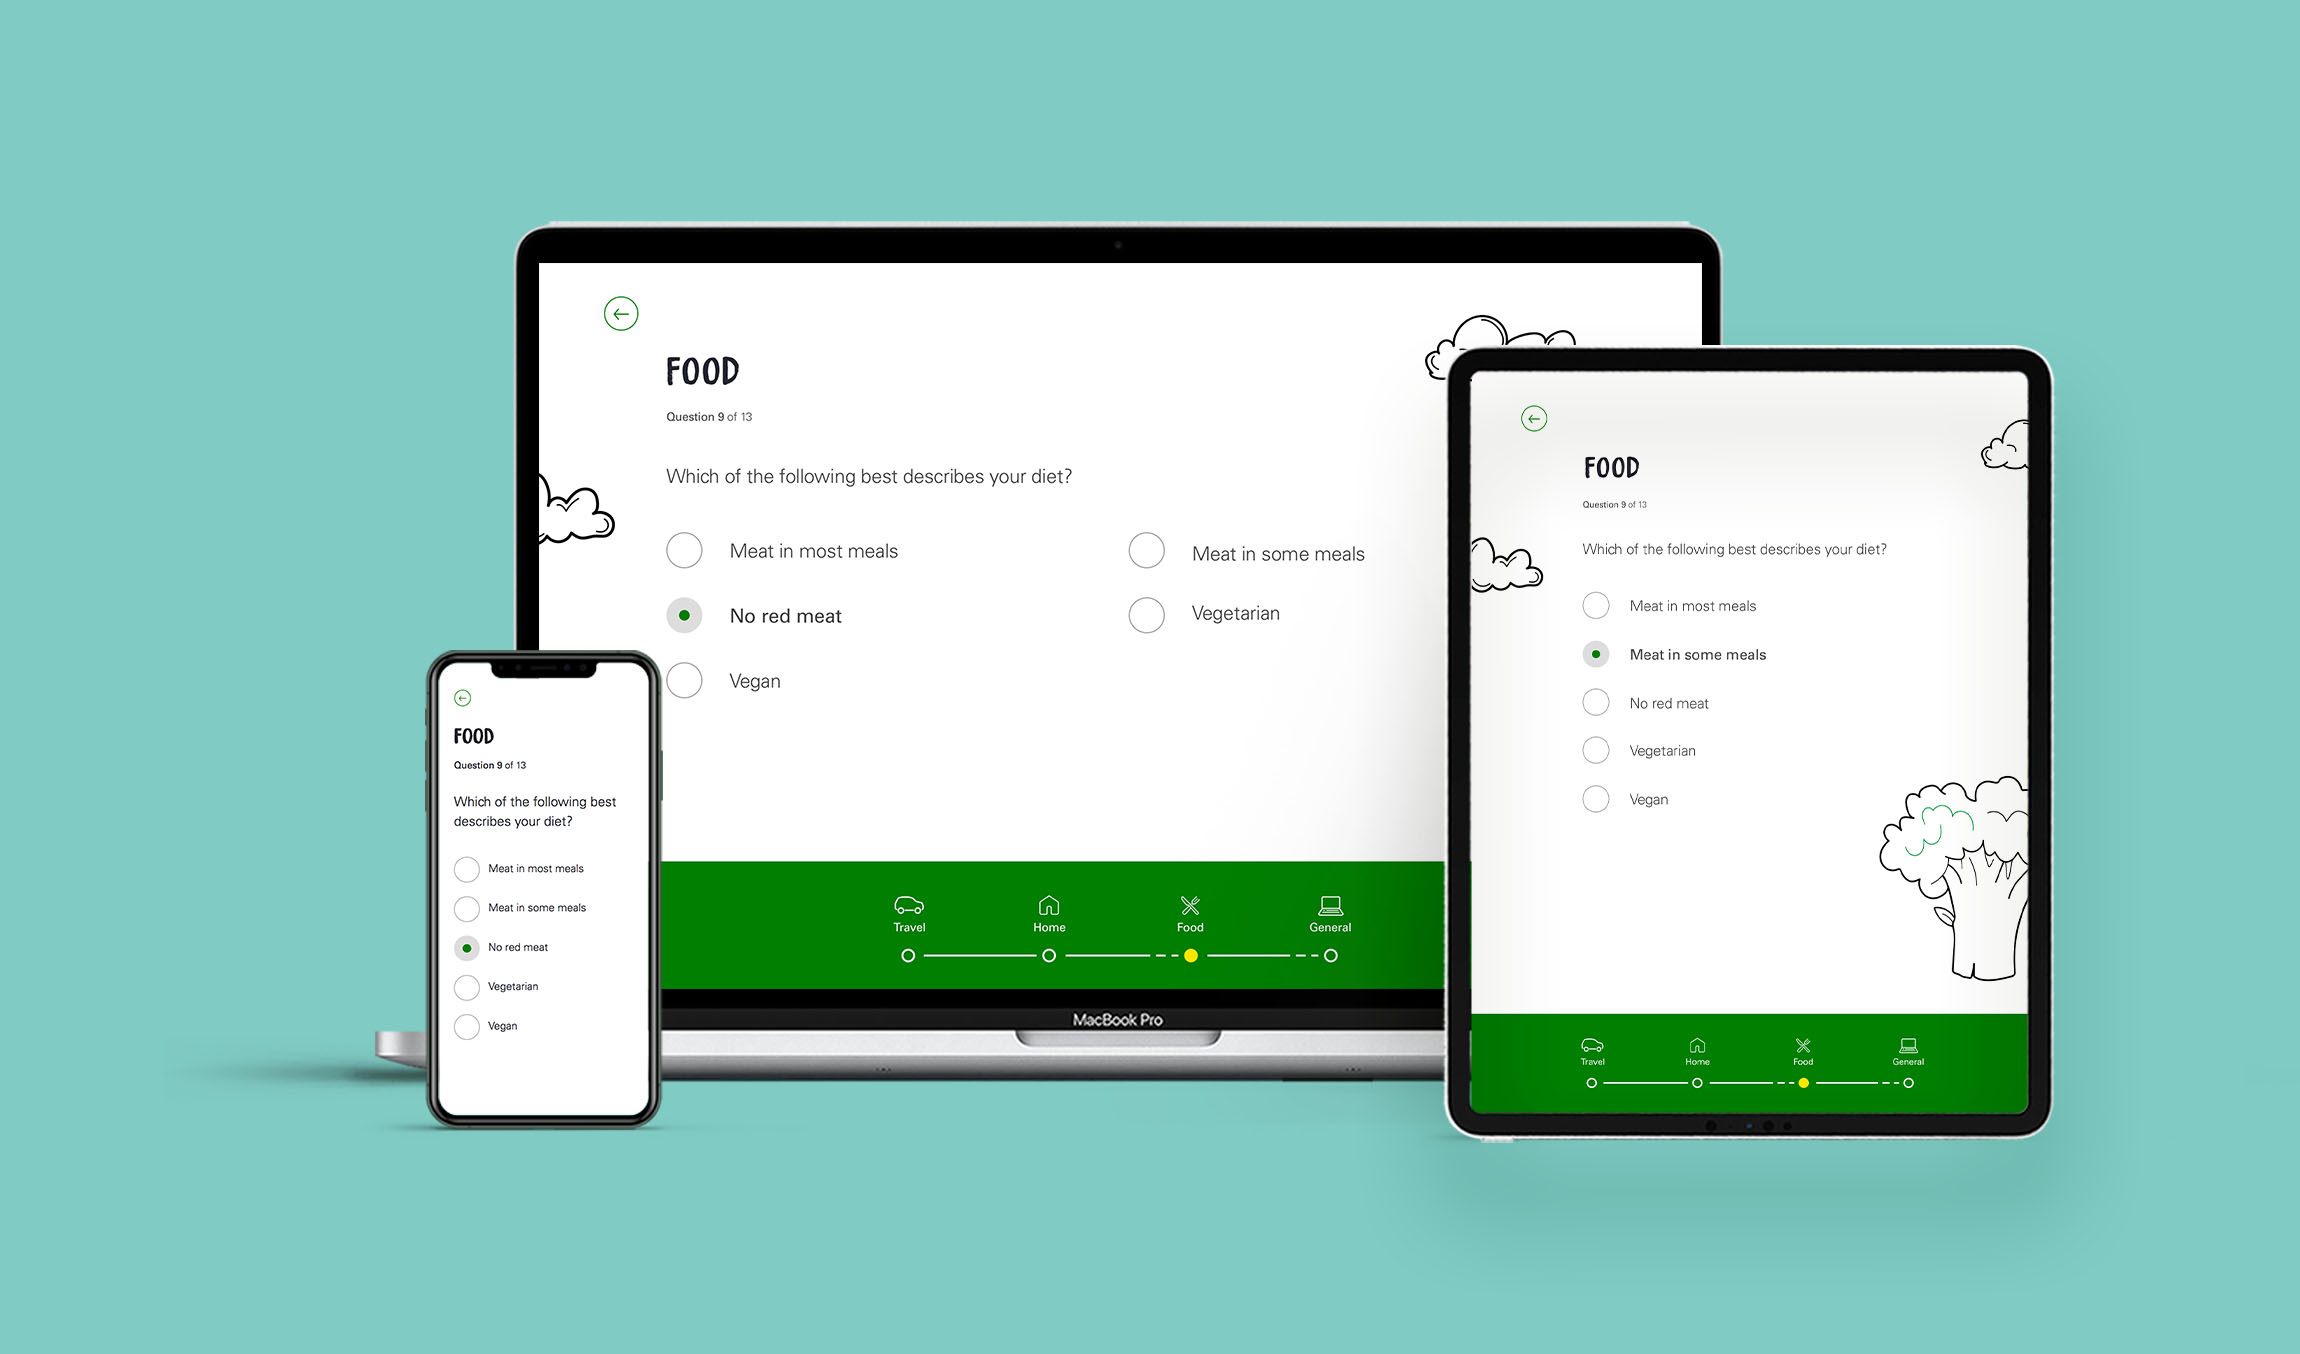 FOOD
Question 9 of 13
Which of the following best describes your diet?
Meat in most meals
Meat in some meals
No red meat
Vegetarian
Vegan
Travel
Home
Food
General
MacBook Pro
FOOD
Question 9 of 13
Which of the following best
describes your diet?
Meat in most meals
Meat in some meals
No red meat
Vegetarian
Vegan
FOOD
Question 9 of 13
Which of the following best describes your diet?
Meat in most meals
Meat in some meals
No red meat
Vegetarian
Vegan
Travel
Home
Food
General